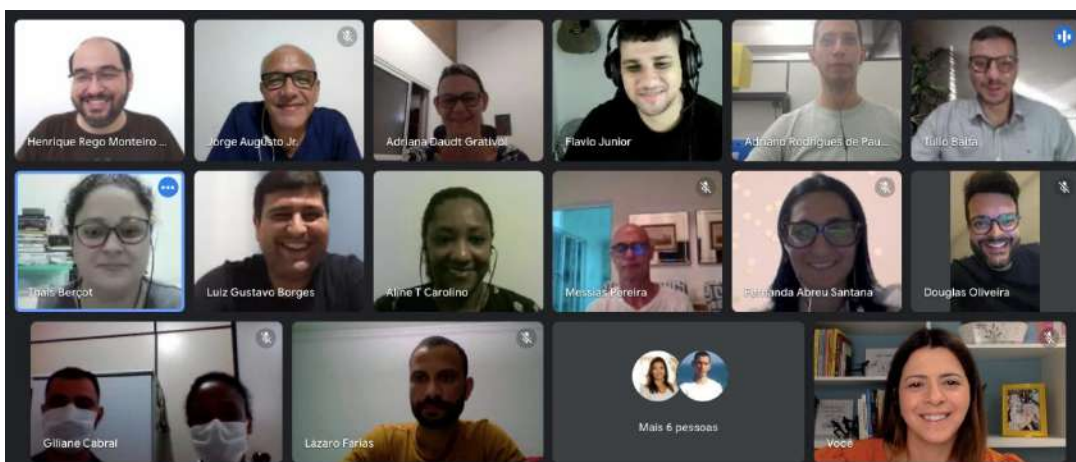 Henrique Rego Monteiro ...
Jorge Augusto Jr.
Adriana Daudt Grativol
Flavio Junior
Adriano Rodrigues de Pau...
Tulio Baita
Thaís Berçot
Luiz Gustavo Borges
Aline T Carolino
Messias Pereira
Fernanda Abreu Santana
Douglas Oliveira
Giliane Cabral
Lazaro Farias
Mais 6 pessoas
Você